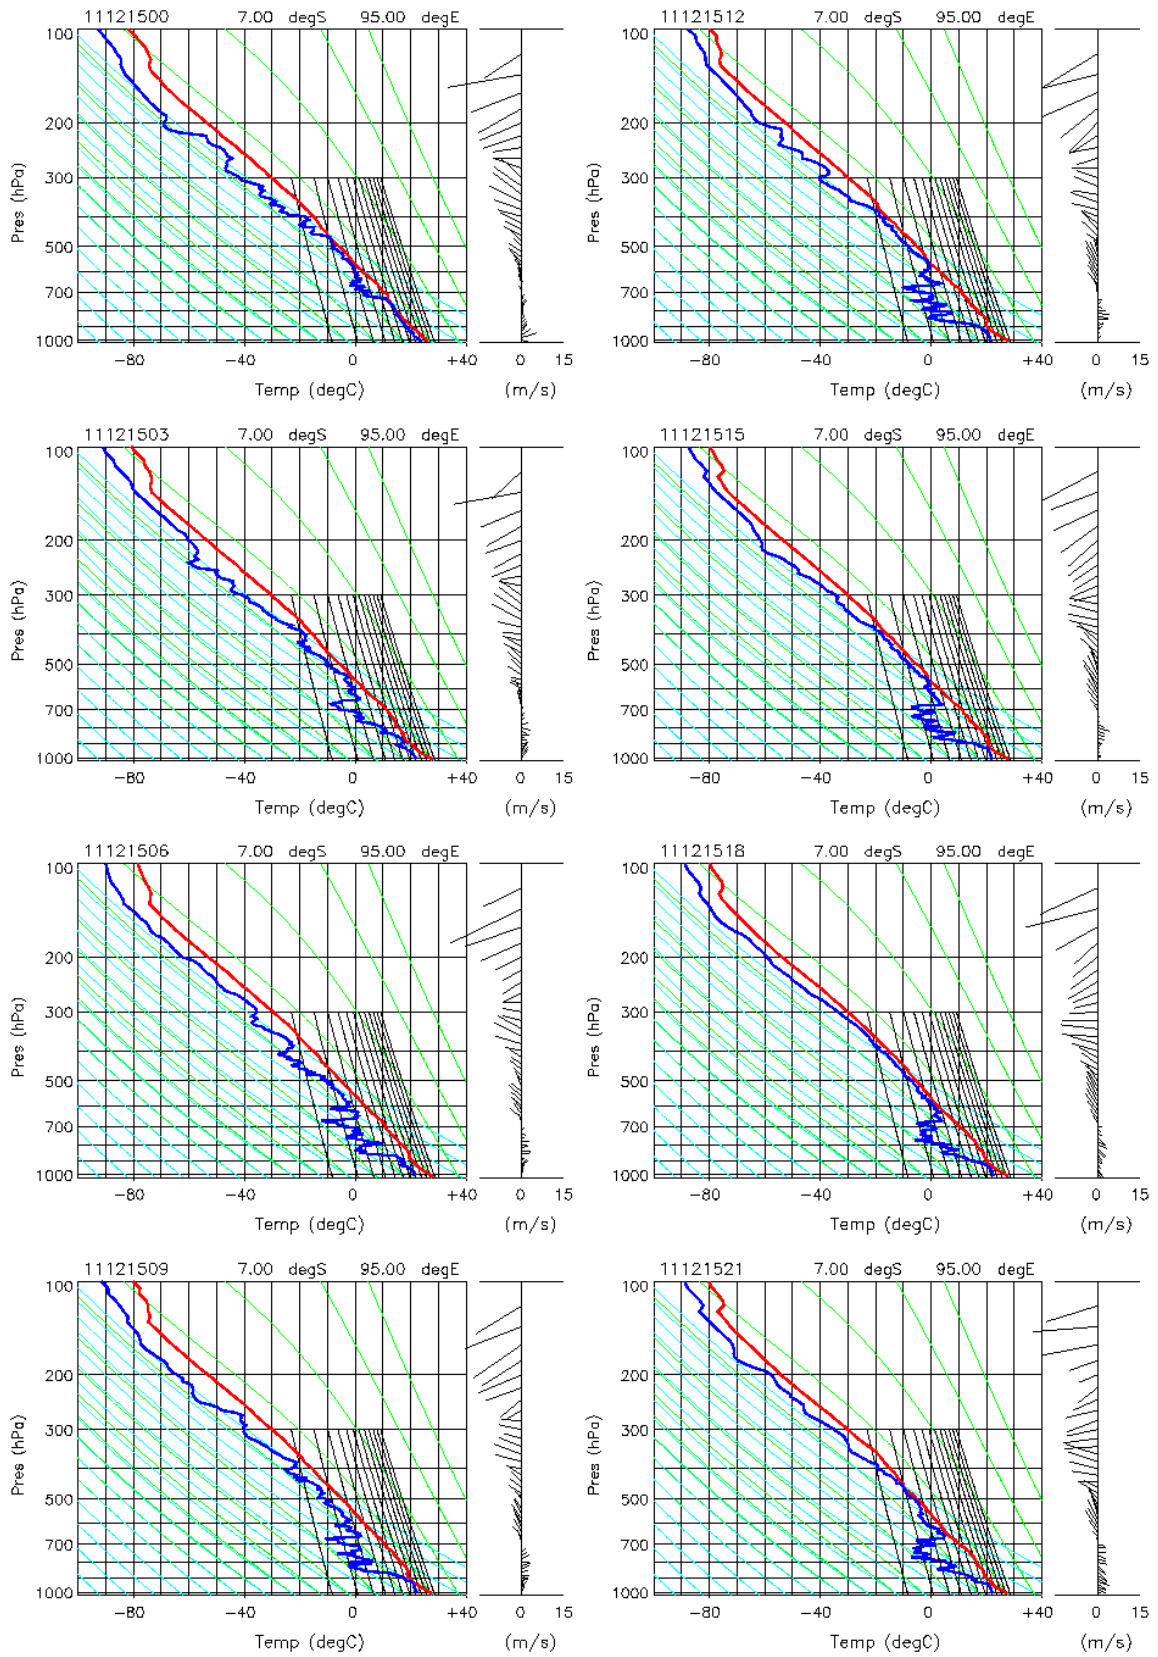 11121500 7.00 degS 95.00 degE
100
200
300
500
700
1000
Pres (hPa)
-80 -40 0 +40 0 15
Temp (degC) (m/s)
11121512 7.00 degS 95.00 degE
100
200
300
500
700
1000
Pres (hPa)
-80 -40 0 +40 0 15
Temp (degC) (m/s)
11121503 7.00 degS 95.00 degE
100
200
300
500
700
1000
Pres (hPa)
-80 -40 0 +40 0 15
Temp (degC) (m/s)
11121515 7.00 degS 95.00 degE
100
200
300
500
700
1000
Pres (hPa)
-80 -40 0 +40 0 15
Temp (degC) (m/s)
11121506 7.00 degS 95.00 degE
100
200
300
500
700
1000
Pres (hPa)
-80 -40 0 +40 0 15
Temp (degC) (m/s)
11121518 7.00 degS 95.00 degE
100
200
300
500
700
1000
Pres (hPa)
-80 -40 0 +40 0 15
Temp (degC) (m/s)
11121509 7.00 degS 95.00 degE
100
200
300
500
700
1000
Pres (hPa)
-80 -40 0 +40 0 15
Temp (degC) (m/s)
11121521 7.00 degS 95.00 degE
100
200
300
500
700
1000
Pres (hPa)
-80 -40 0 +40 0 15
Temp (degC) (m/s)